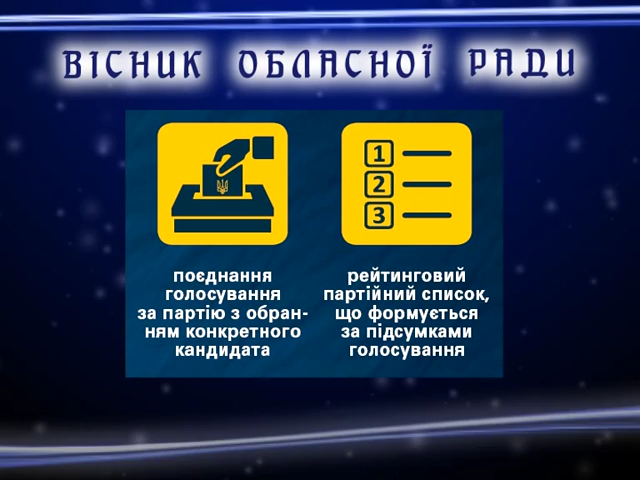 ВІСНИК ОБЛАСНОЇ РАДИ
поєднання
голосування
за партію з обран-
ням конкретного
кандидата
1
2
3
рейтинговий
партійний список,
що формується
за підсумками
голосування